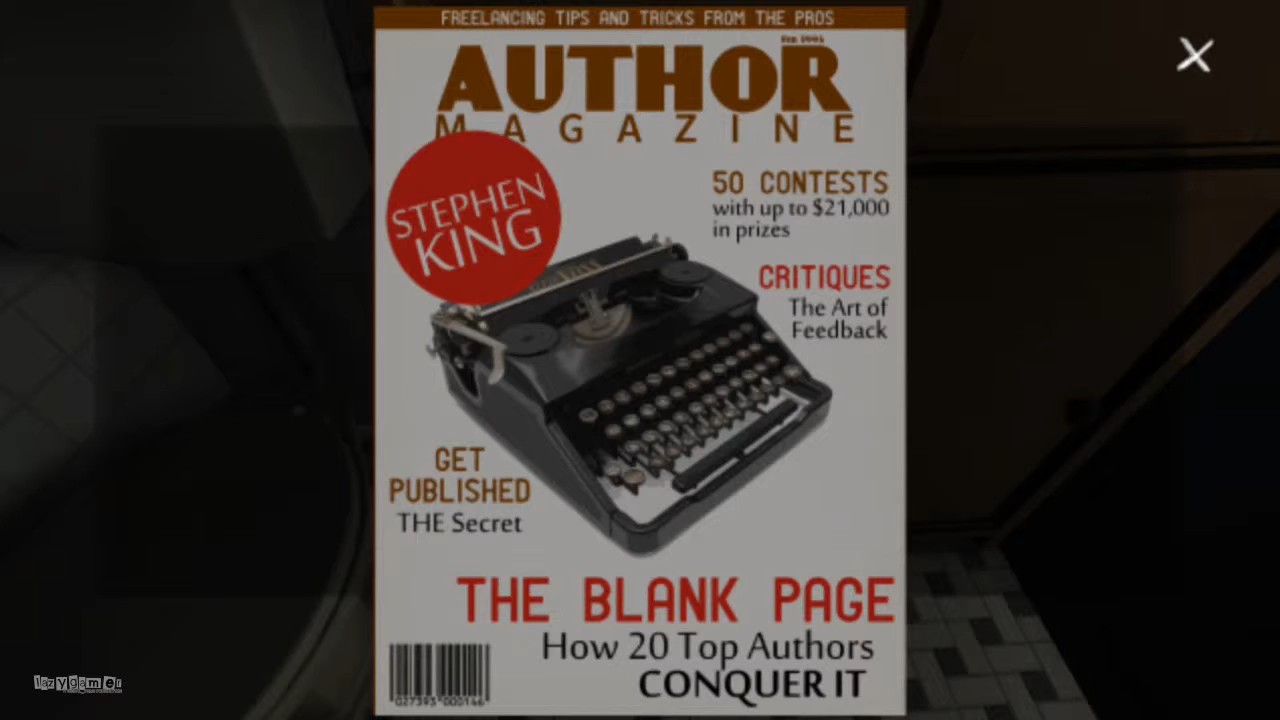 FREELANCING TIPS AND TRICKS FROM THE PROS
AUTHOR
MAGAZINE
STEPHEN
KING
50 CONTESTS
with up to $21,000
in prizes
CRITIQUES
The Art of
Feedback
GET
PUBLISHED
THE Secret
THE BLANK PAGE
How 20 Top Authors
CONQUER IT
027393 000146
lazygamer